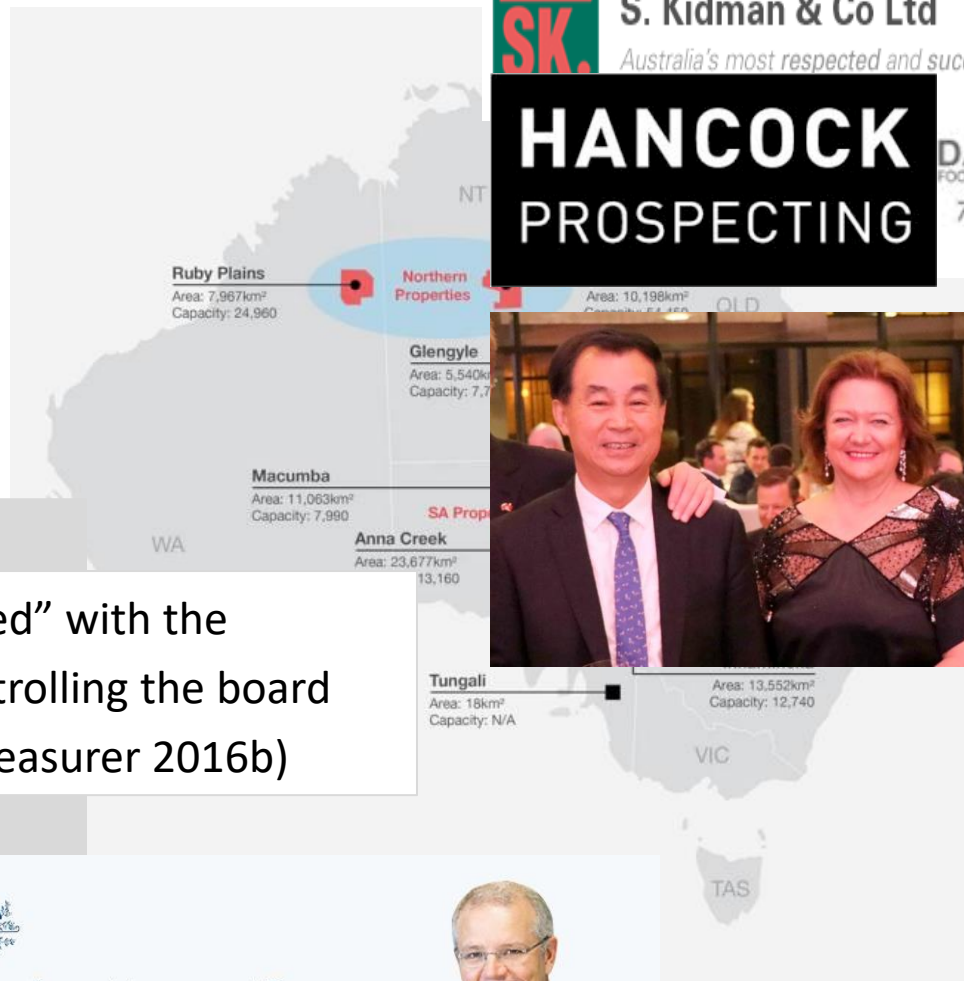 S. Kidman & Co Ltd
SK.
Australia's most respected and
HANCOCK
PROSPECTING
NT
Ruby Plains
Area: 7,967km²
Capacity: 24,960
Northern
Properties
Area: 10,198km²
QLD
Glengyle
Area: 5,540k
Capacity: 7,7
Macumba
Area: 11,063km²
Capacity: 7,990
SA Prop
WA
Anna Creek
Area: 23,677km²
13,160
ed” with the
trolling the board
easurer 2016b)
Tungali
Area: 18km²
Capacity: N/A
Area: 13,552km²
Capacity: 12,740
VIC
TAS